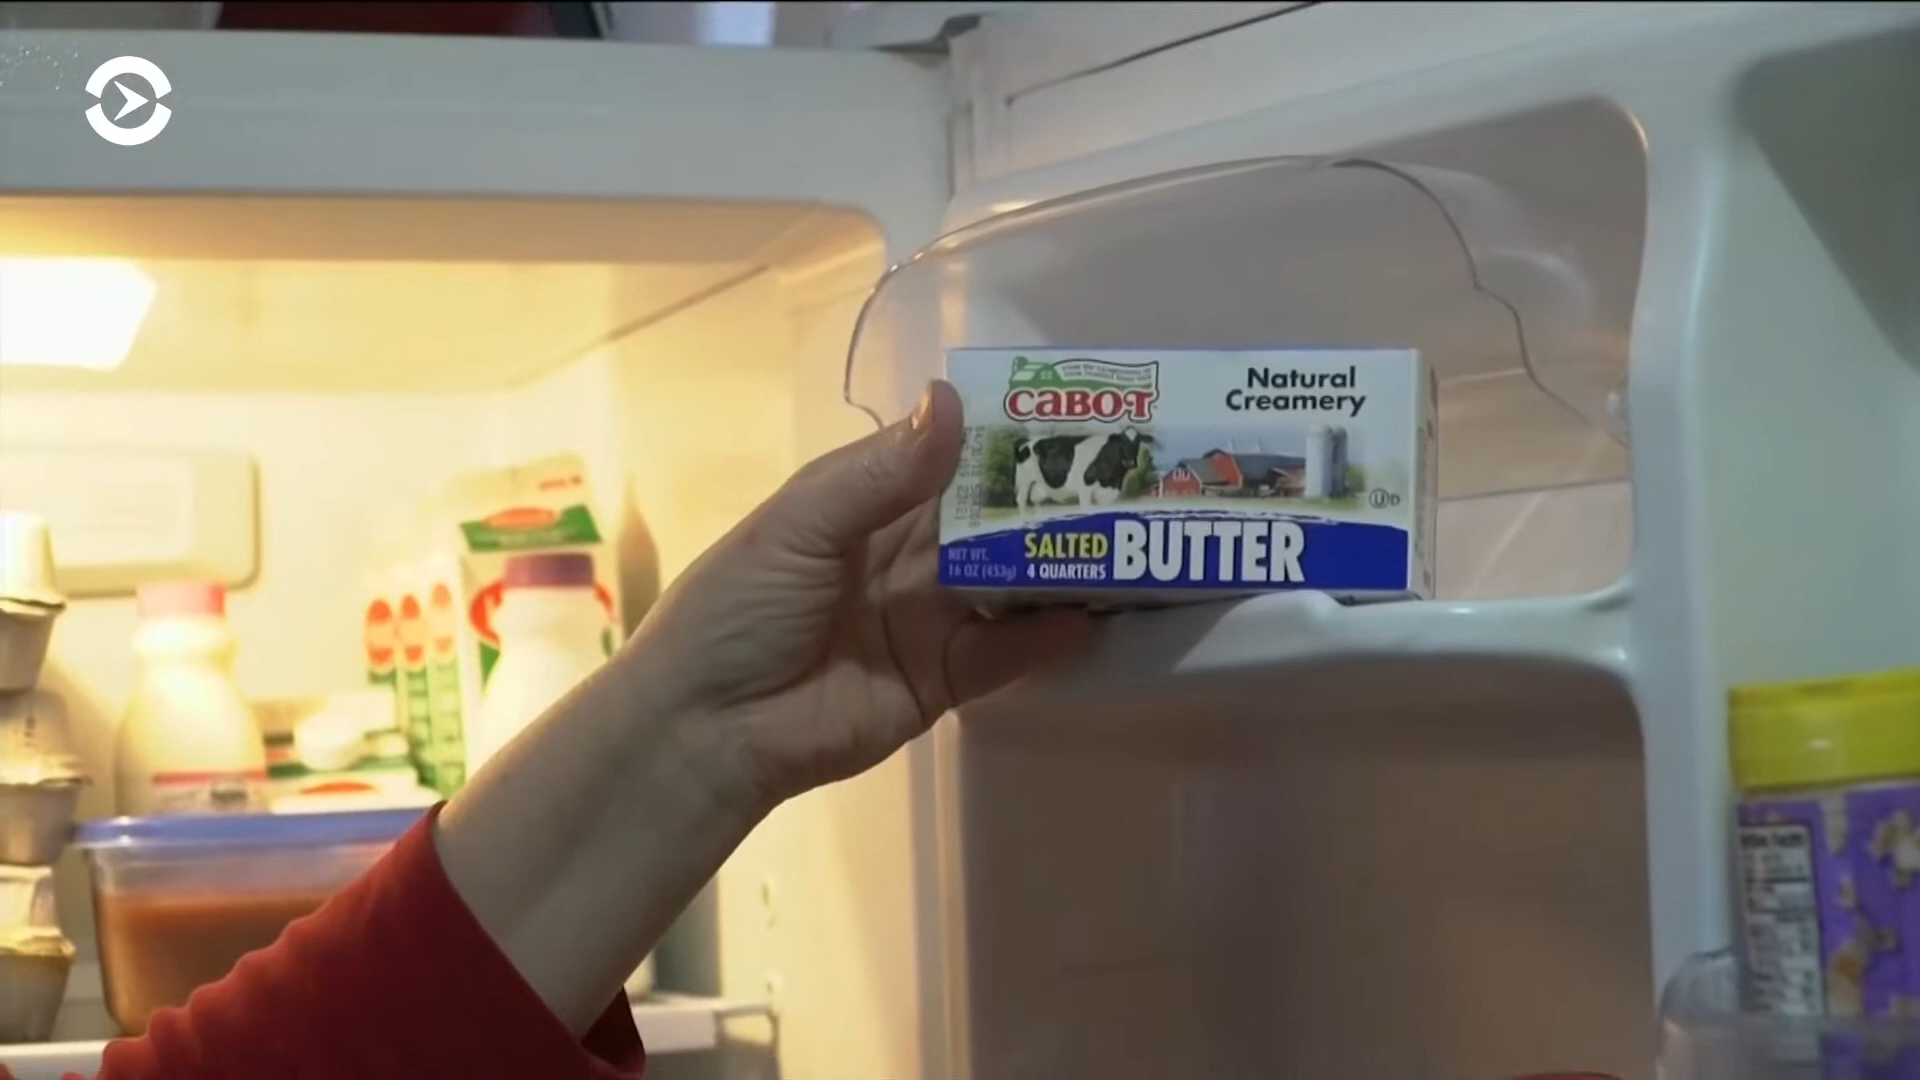 CABOT
Natural
Creamery
SALTED
BUTTER
4 QUARTERS
NET WT.
16 OZ (453g)